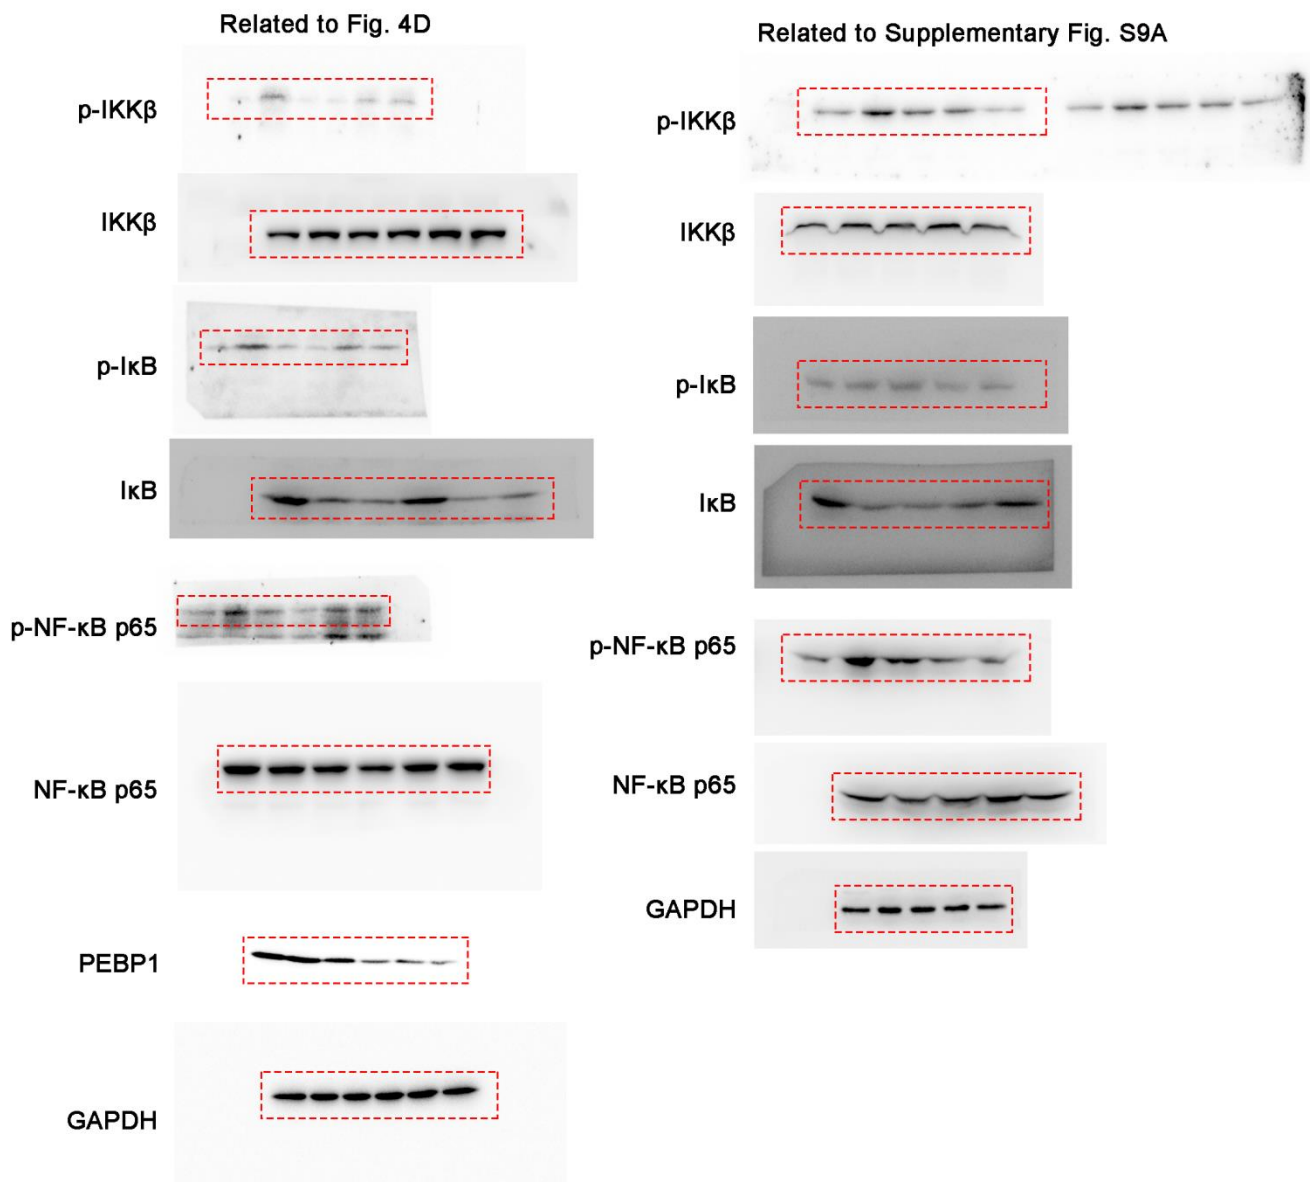 Related to Fig. 4D
p-IKKβ
IKKβ
p-IκB
IκB
p-NF-κB p65
NF-κB p65
PEBP1
GAPDH
Related to Supplementary Fig. S9A
p-IKKβ
IKKβ
p-IκB
IκB
p-NF-κB p65
NF-κB p65
GAPDH